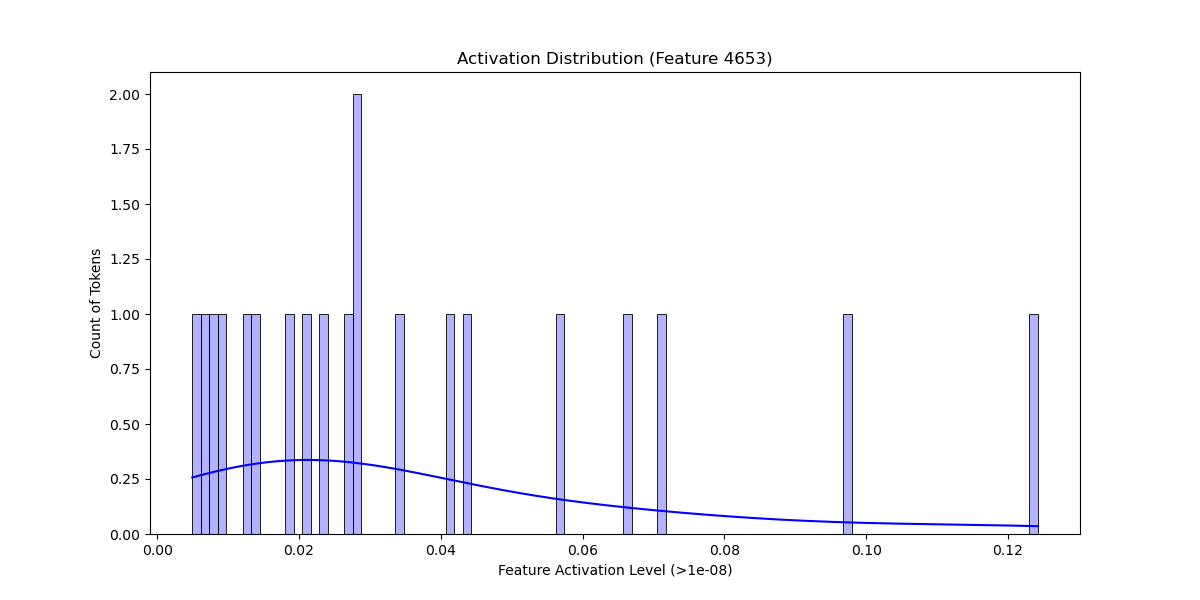 Activation Distribution (Feature 4653)
Count of Tokens
2.00
1.75
1.50
1.25
1.00
0.75
0.50
0.25
0.00
0.00 0.02 0.04 0.06 0.08 0.10 0.12
Feature Activation Level (>1e-08)